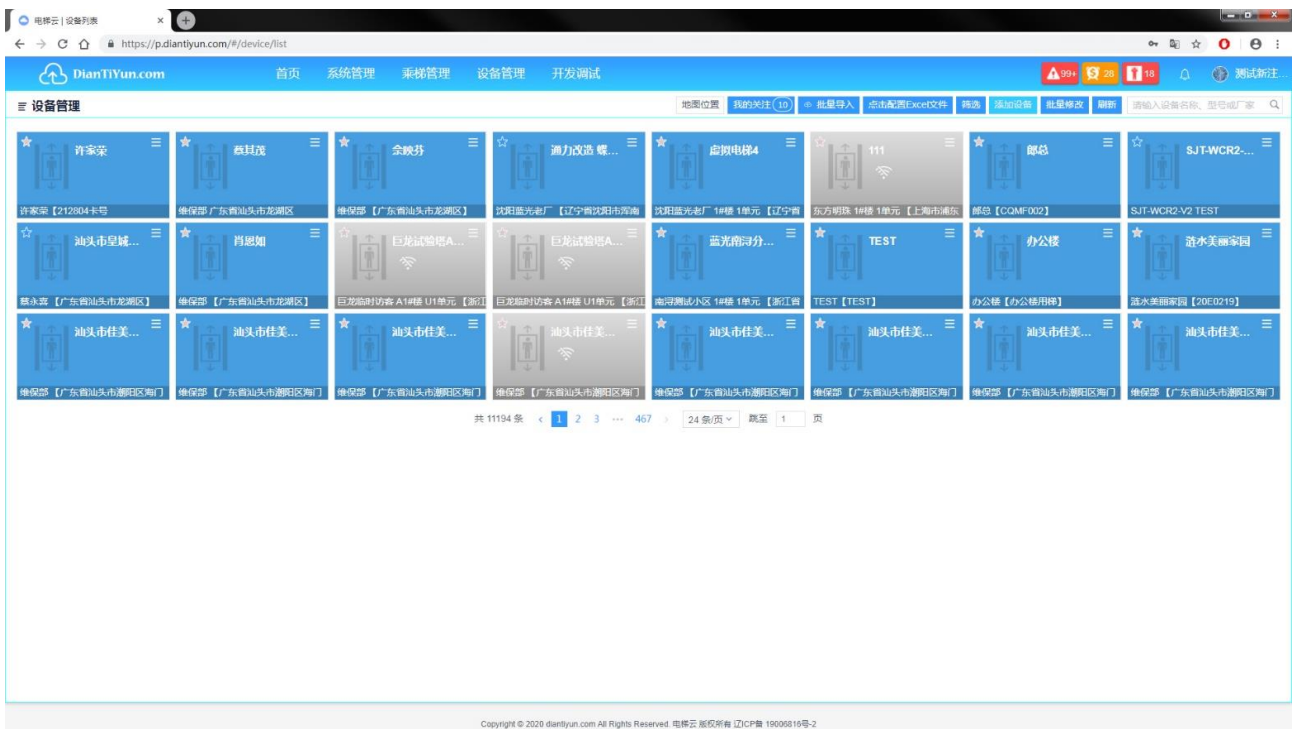 电梯云 | 设备列表
https://p.diantiyun.com/#/device/list
DianTiYun.com 首页 系统管理 乘梯管理 设备管理 开发调试 99+ 28 18 测试新注...
设备管理 地图位置 我的关注 10 批量导入 点击配置Excel文件 筛选 添加设备 批量修改 刷新 请输入设备名称、型号或厂家
许家荣 蔡其茂 余映芬 通力改造 蝶... 虚拟电梯4 111 郎总 SJT-WCR2-...
许家荣【212804卡号 维保部 广东省汕头市龙湖区 维保部 【广东省汕头市龙湖区】 沈阳蓝光老厂 【辽宁省沈阳市浑南 沈阳蓝光老厂 1#楼 1单元 【辽宁省 东方明珠 1#楼 1单元 【上海市浦东 郎总【CQMF002】 SJT-WCR2-V2 TEST
汕头市皇城... 肖思如 巨龙试验塔A... 巨龙试验塔A... 蓝光南浔分... TEST 办公楼 涟水美丽家园
蔡永喜 【广东省汕头市龙湖区】 维保部 【广东省汕头市龙湖区】 巨龙临时访客 A1#楼 U1单元 【浙江 巨龙临时访客 A1#楼 U1单元 【浙江 南浔测试小区 1#楼 1单元 【浙江省 TEST【TEST】 办公楼【办公楼用梯】 涟水美丽家园【20E0219】
汕头市佳美... 汕头市佳美... 汕头市佳美... 汕头市佳美... 汕头市佳美... 汕头市佳美... 汕头市佳美... 汕头市佳美...
维保部 【广东省汕头市潮阳区海门 维保部 【广东省汕头市潮阳区海门 维保部 【广东省汕头市潮阳区海门 维保部 【广东省汕头市潮阳区海门 维保部 【广东省汕头市潮阳区海门 维保部 【广东省汕头市潮阳区海门 维保部 【广东省汕头市潮阳区海门 维保部 【广东省汕头市潮阳区海门
共 11194 条 1 2 3 ••• 467 24 条/页 跳至 1 页
Copyright © 2020 diantiyun.com All Rights Reserved. 电梯云 版权所有 辽ICP备 19006816号-2